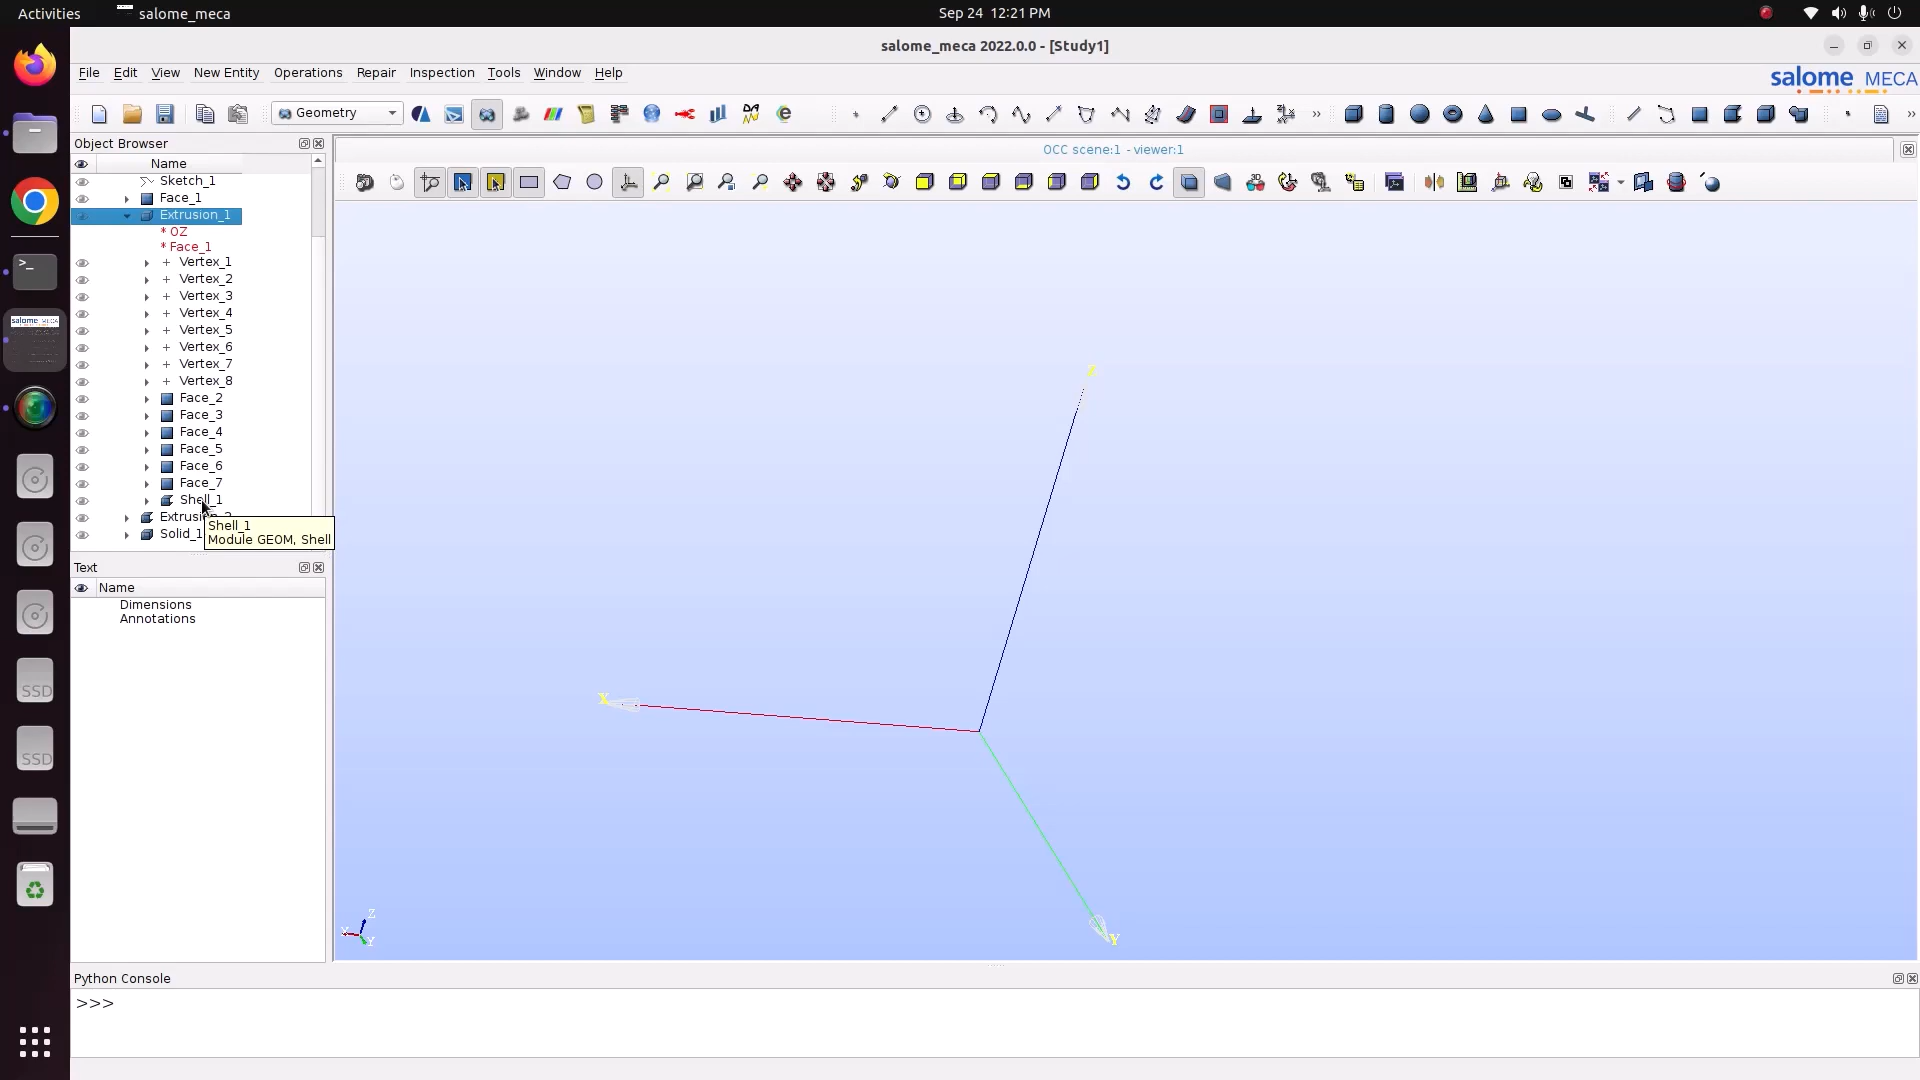 Activities salome_meca Sep 24 12:21 PM
salome_meca 2022.0.0 - [Study1]
File Edit View New Entity Operations Repair Inspection Tools Window Help
salome MECA
Geometry
Object Browser
OCC scene:1 - viewer:1
Name
Sketch_1
Face_1
Extrusion_1
* OZ
* Face_1
Vertex_1
Vertex_2
Vertex_3
Vertex_4
Vertex_5
Vertex_6
Vertex_7
Vertex_8
Face_2
Face_3
Face_4
Face_5
Face_6
Face_7
Shell_1
Solid_1
Shell_1
Module GEOM, Shell
Text
Name
Dimensions
Annotations
SSD
SSD
Z
X
Y
Z
X
Y
Python Console
>>>